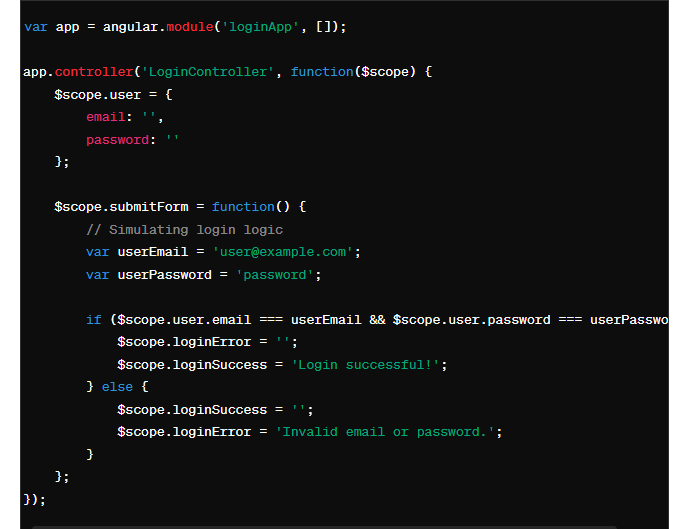 var app = angular.module('loginApp', []);
app.controller('LoginController', function($scope) {
$scope.user = {
email: '',
password: ''
};
$scope.submitForm = function() {
// Simulating login logic
var userEmail = 'user@example.com';
var userPassword = 'password';
if ($scope.user.email === userEmail && $scope.user.password === userPasswo
$scope.loginError = '';
$scope.loginSuccess = 'Login successful!';
} else {
$scope.loginSuccess = '';
$scope.loginError = 'Invalid email or password.';
}
};
});